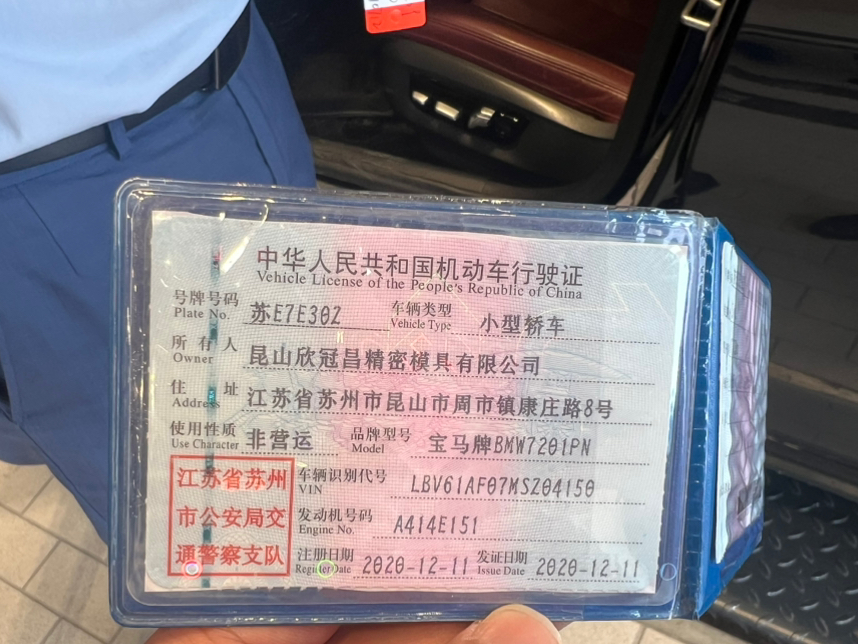 中华人民共和国机动车行驶证
Vehicle License of the People's Republic of China
号牌号码 苏E7E30Z 车辆类型 小型轿车
Plate No. Vehicle Type
所有人 昆山欣冠昌精密模具有限公司
Owner
住址 江苏省苏州市昆山市周市镇康庄路8号
Address
使用性质 非营运 品牌型号 宝马牌BMW7201PN
Use Character Model
江苏省苏州 车辆识别代号 LBV61AF07MSZ04150
VIN
市公安局交 发动机号码 A414E151
Engine No.
通警察支队 注册日期 2020-12-11 发证日期 2020-12-11
Register Date Issue Date